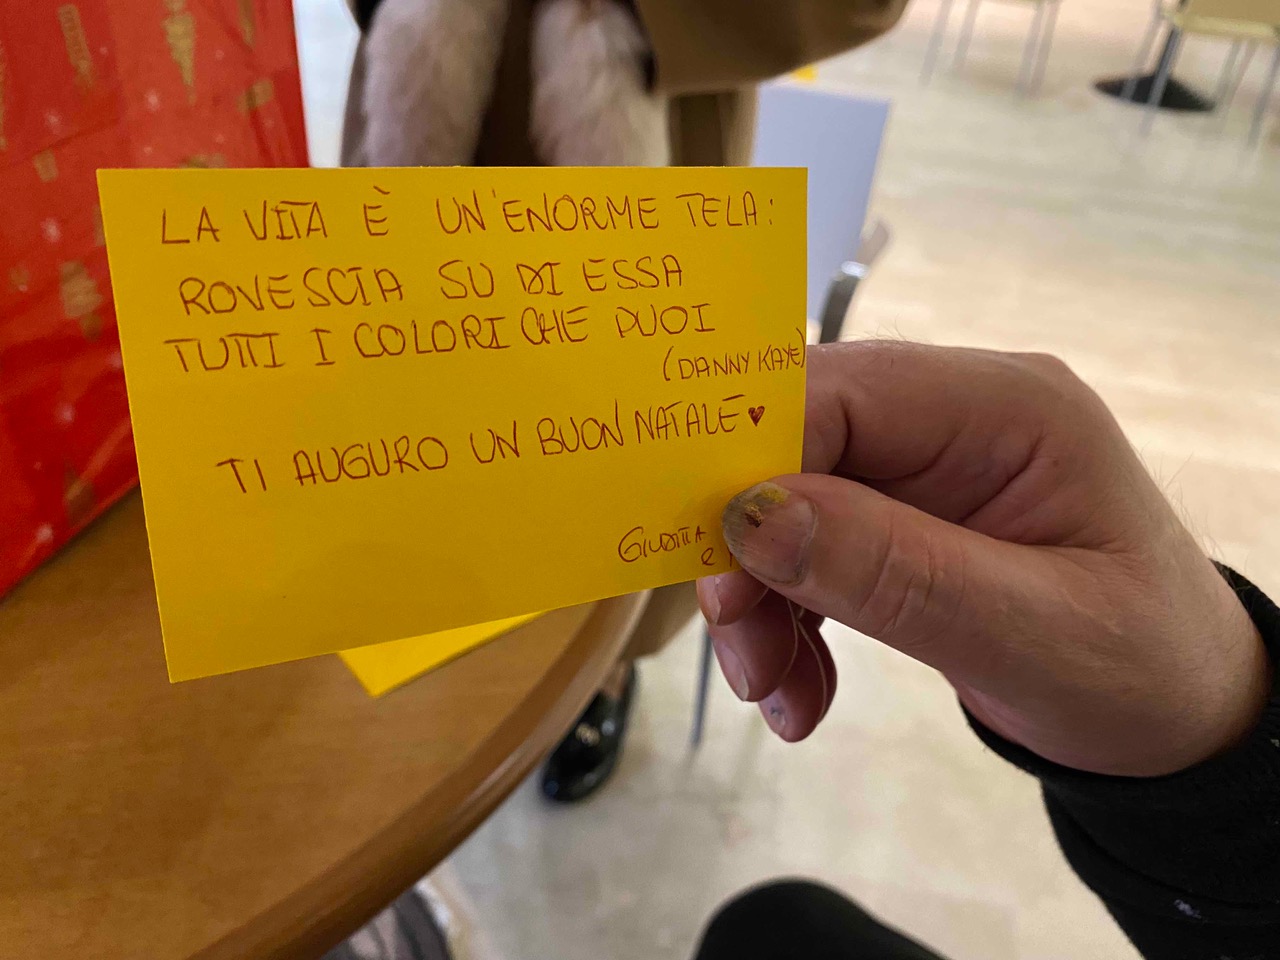 LA VITA È UN'ENORME TELA:
ROVESCIA SU DI ESSA
TUTTI I COLORI CHE PUOI
(DANNY KAYE)
TI AUGURO UN BUON NATALE ♥
GIUDITTA
e